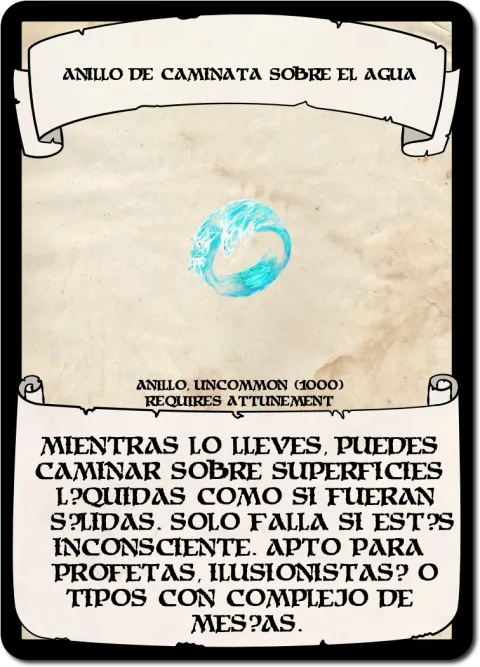 ANILLO DE CAMINATA SOBRE EL AGUA
ANILLO, UNCOMMON (1000)
REQUIRES ATTUNEMENT
MIENTRAS LO LLEVES, PUEDES
CAMINAR SOBRE SUPERFICIES
L?QUIDAS COMO SI FUERAN
S?LIDAS. SOLO FALLA SI EST?S
INCONSCIENTE. APTO PARA
PROFETAS, ILUSIONISTAS? O
TIPOS CON COMPLEJO DE
MES?AS.